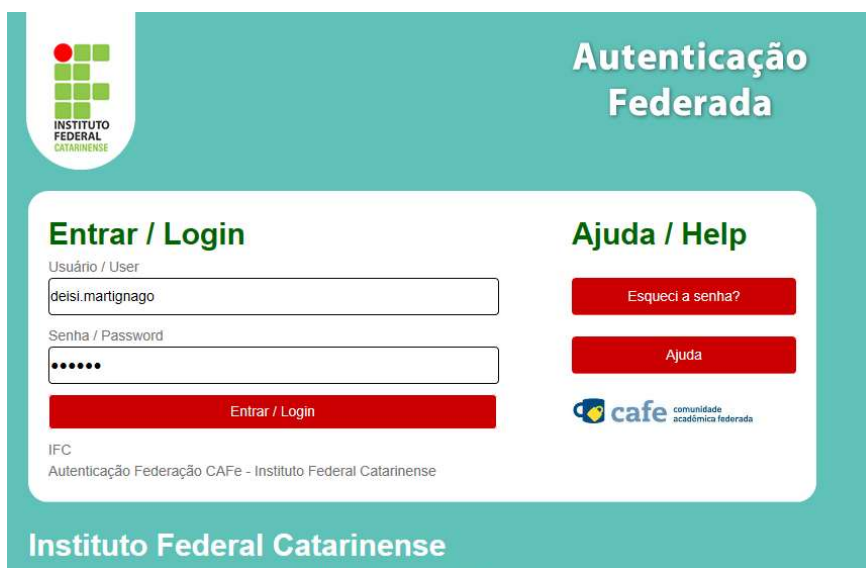 INSTITUTO
FEDERAL
CATARINENSE
Autenticação
Federada
Entrar / Login
Usuário / User
deisi.martignago
Senha / Password
••••••
Entrar / Login
IFC
Autenticação Federação CAFe - Instituto Federal Catarinense
Ajuda / Help
Esqueci a senha?
Ajuda
cafe comunidade
acadêmica federada
Instituto Federal Catarinense